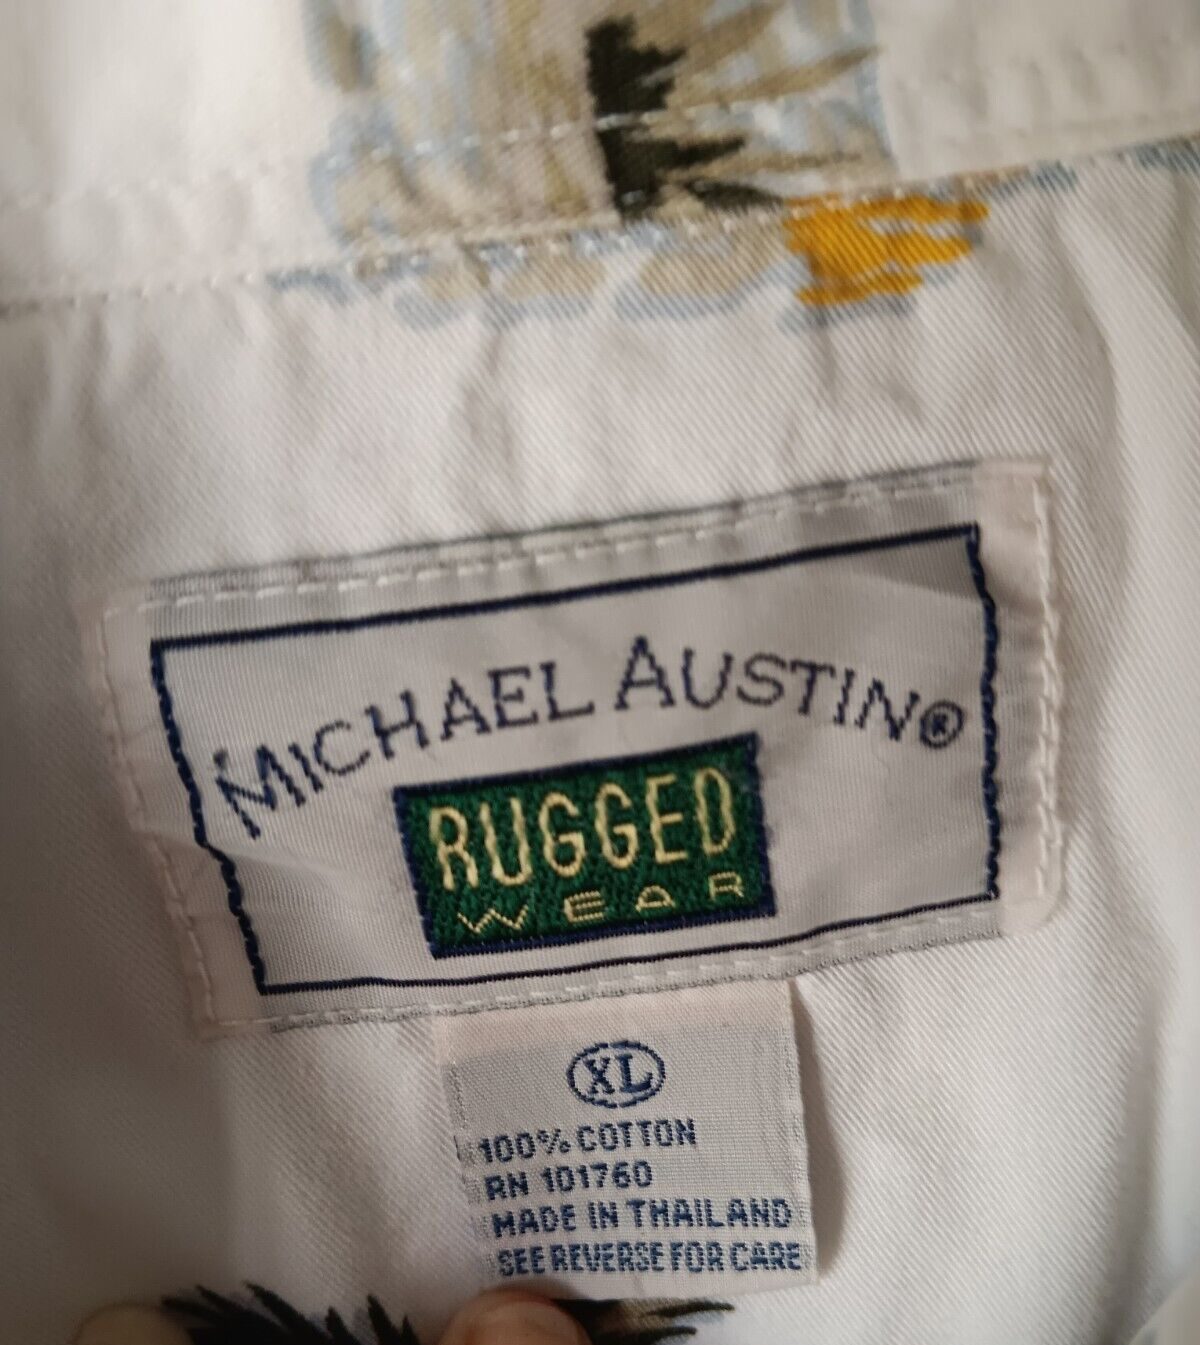 MICHAEL AUSTIN®
RUGGED
WEAR
XL
100% COTTON
RN 101760
MADE IN THAILAND
SEE REVERSE FOR CARE